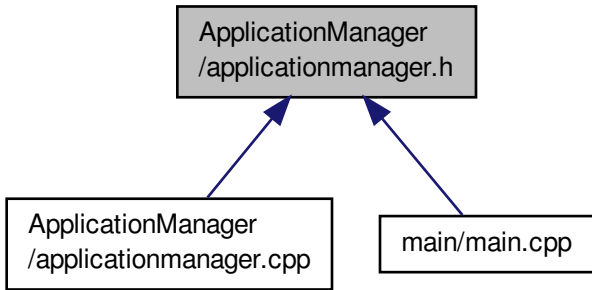 ApplicationManager
/applicationmanager.h
ApplicationManager
/applicationmanager.cpp
main/main.cpp